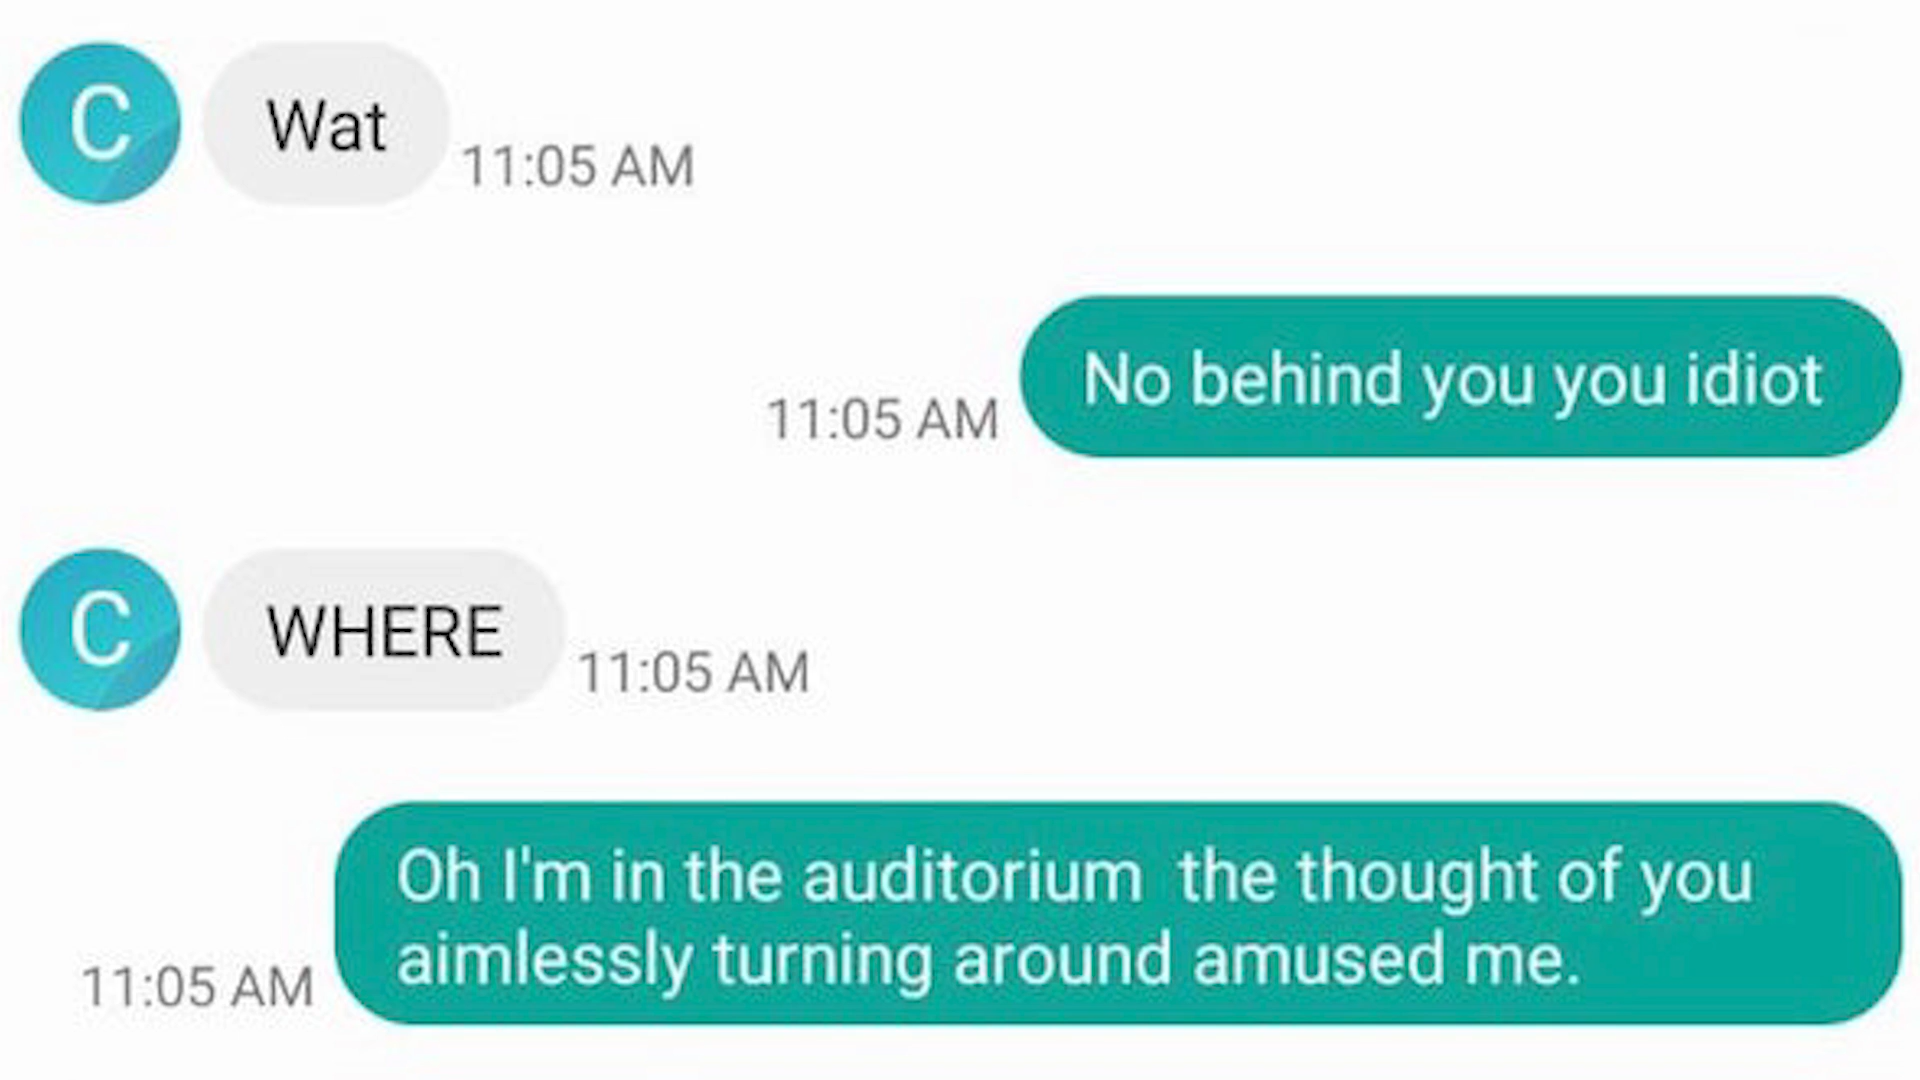 C
Wat
11:05 AM
No behind you you idiot
11:05 AM
C
WHERE
11:05 AM
Oh I'm in the auditorium  the thought of you
aimlessly turning around amused me.
11:05 AM